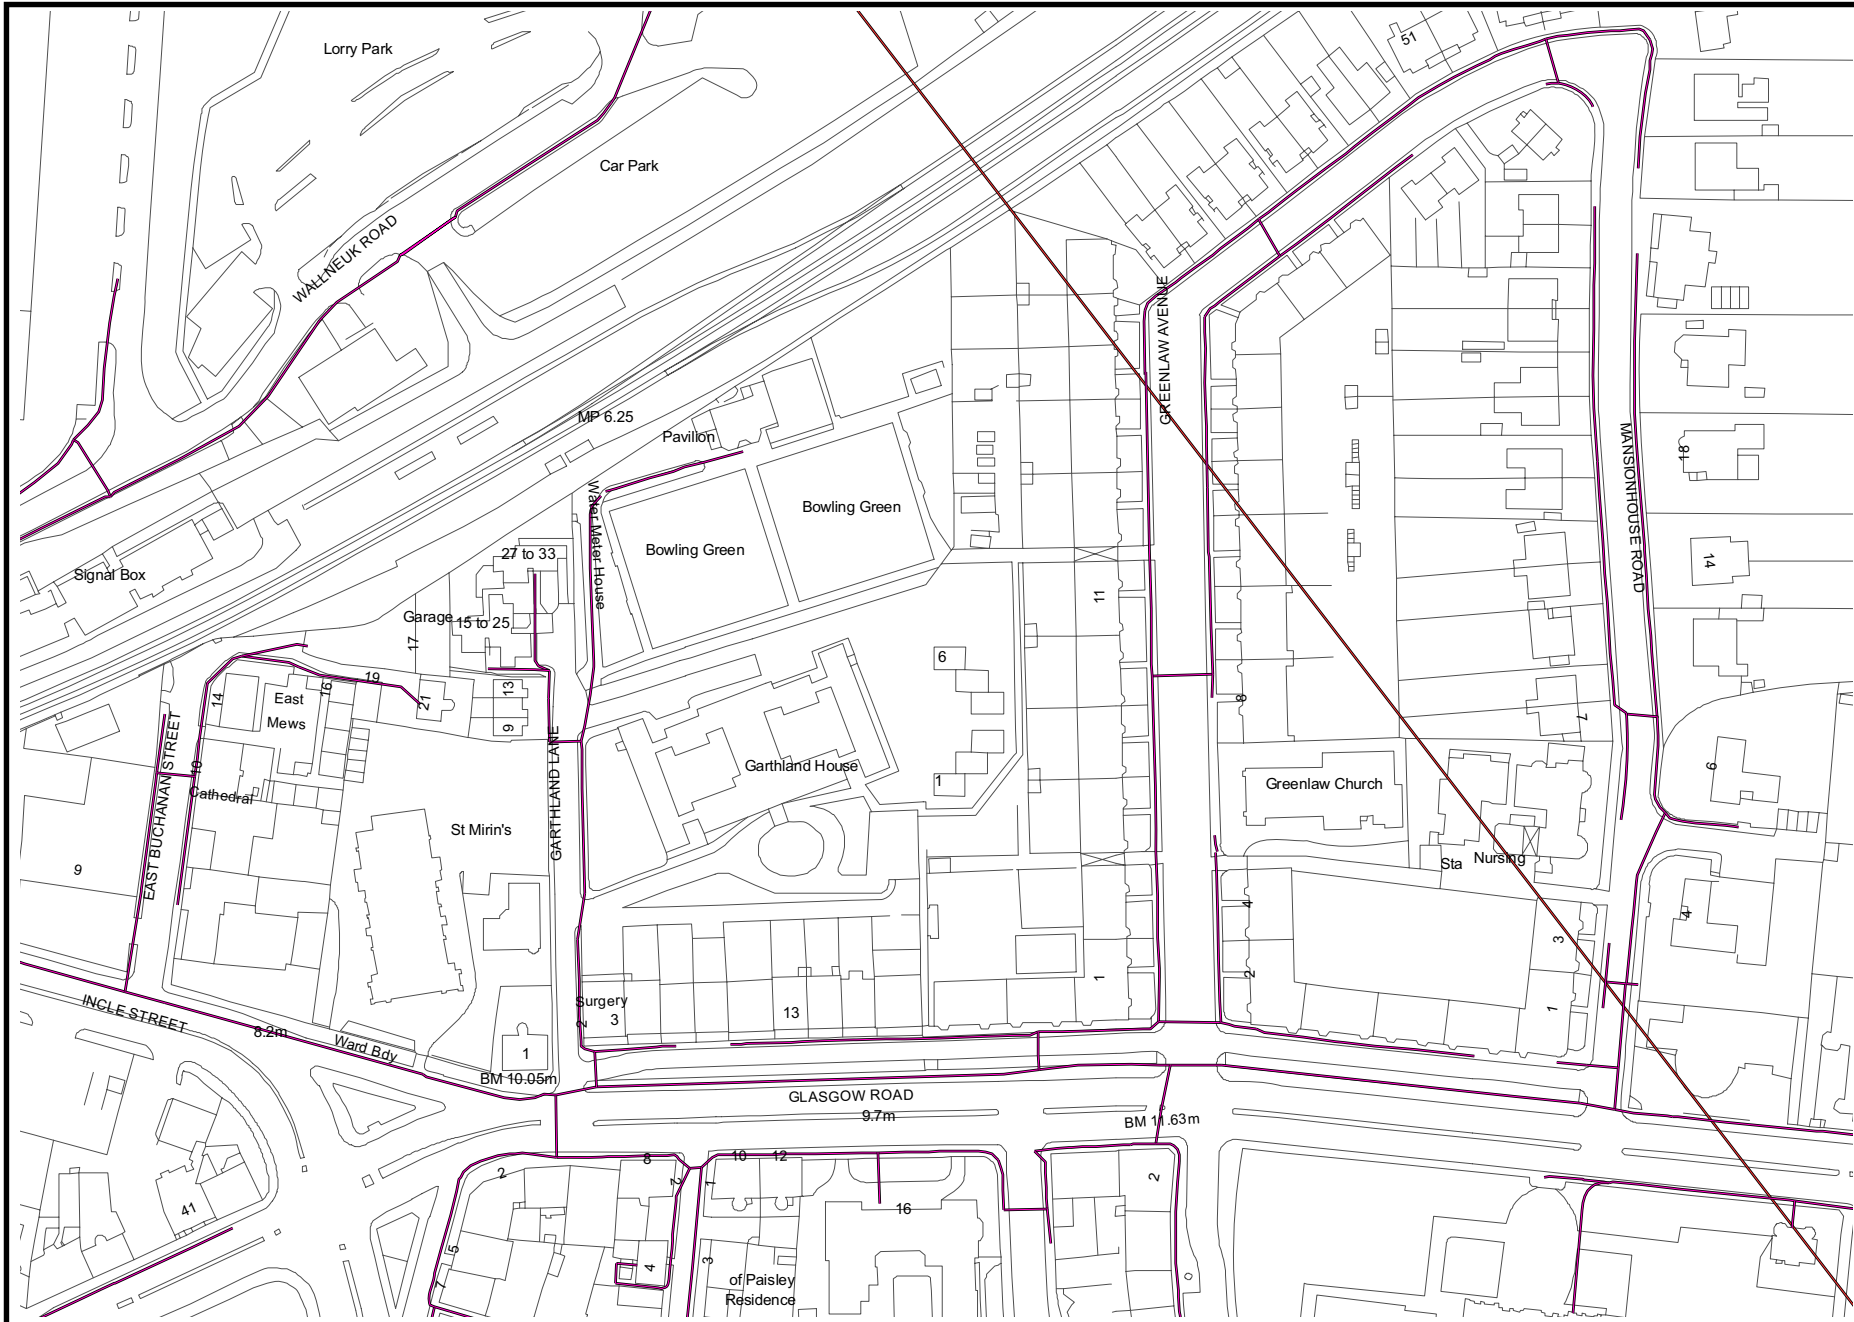 Lorry Park
51
Car Park
WALLNEUK ROAD
GREENLAW AVENUE
MP 6.25
Pavilion
MANSIONHOUSE ROAD
18
Water Meter House
Bowling Green
Bowling Green
27 to 33
Signal Box
14
11
Garage
15 to 25
17
6
19
21
13
14
East
Mews
16
9
8
7
EAST BUCHANAN STREET
10
Cathedral
GARTHLAND LANE
Garthland House
1
Greenlaw Church
9
St Mirin's
9
Sta
Nursing
4
4
3
2
1
1
Surgery
3
2
13
INCLE STREET
8.2m
Ward Bdy
1
BM 10.05m
GLASGOW ROAD
9.7m
BM 11.63m
2
8
2
10
12
1
2
41
16
5
3
4
7
of Paisley
Residence